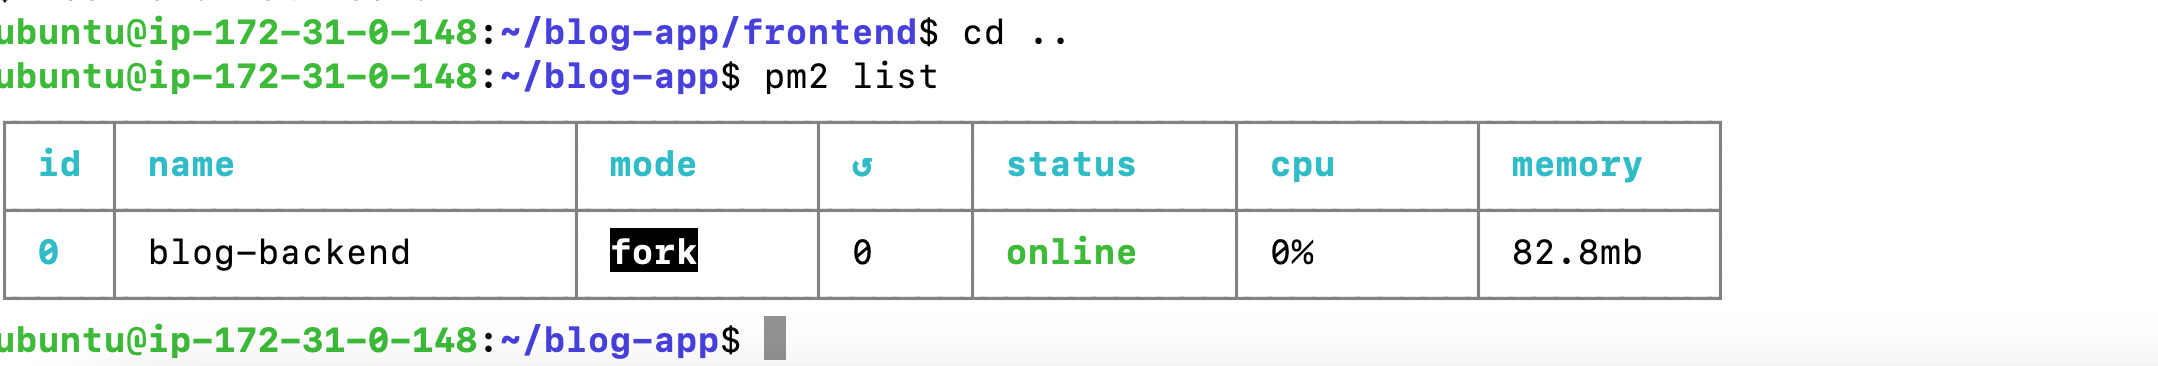 ubuntu@ip-172-31-0-148:~/blog-app/frontend$ cd ..
ubuntu@ip-172-31-0-148:~/blog-app$ pm2 list
id name mode ↺ status cpu memory
0 blog-backend fork 0 online 0% 82.8mb
ubuntu@ip-172-31-0-148:~/blog-app$